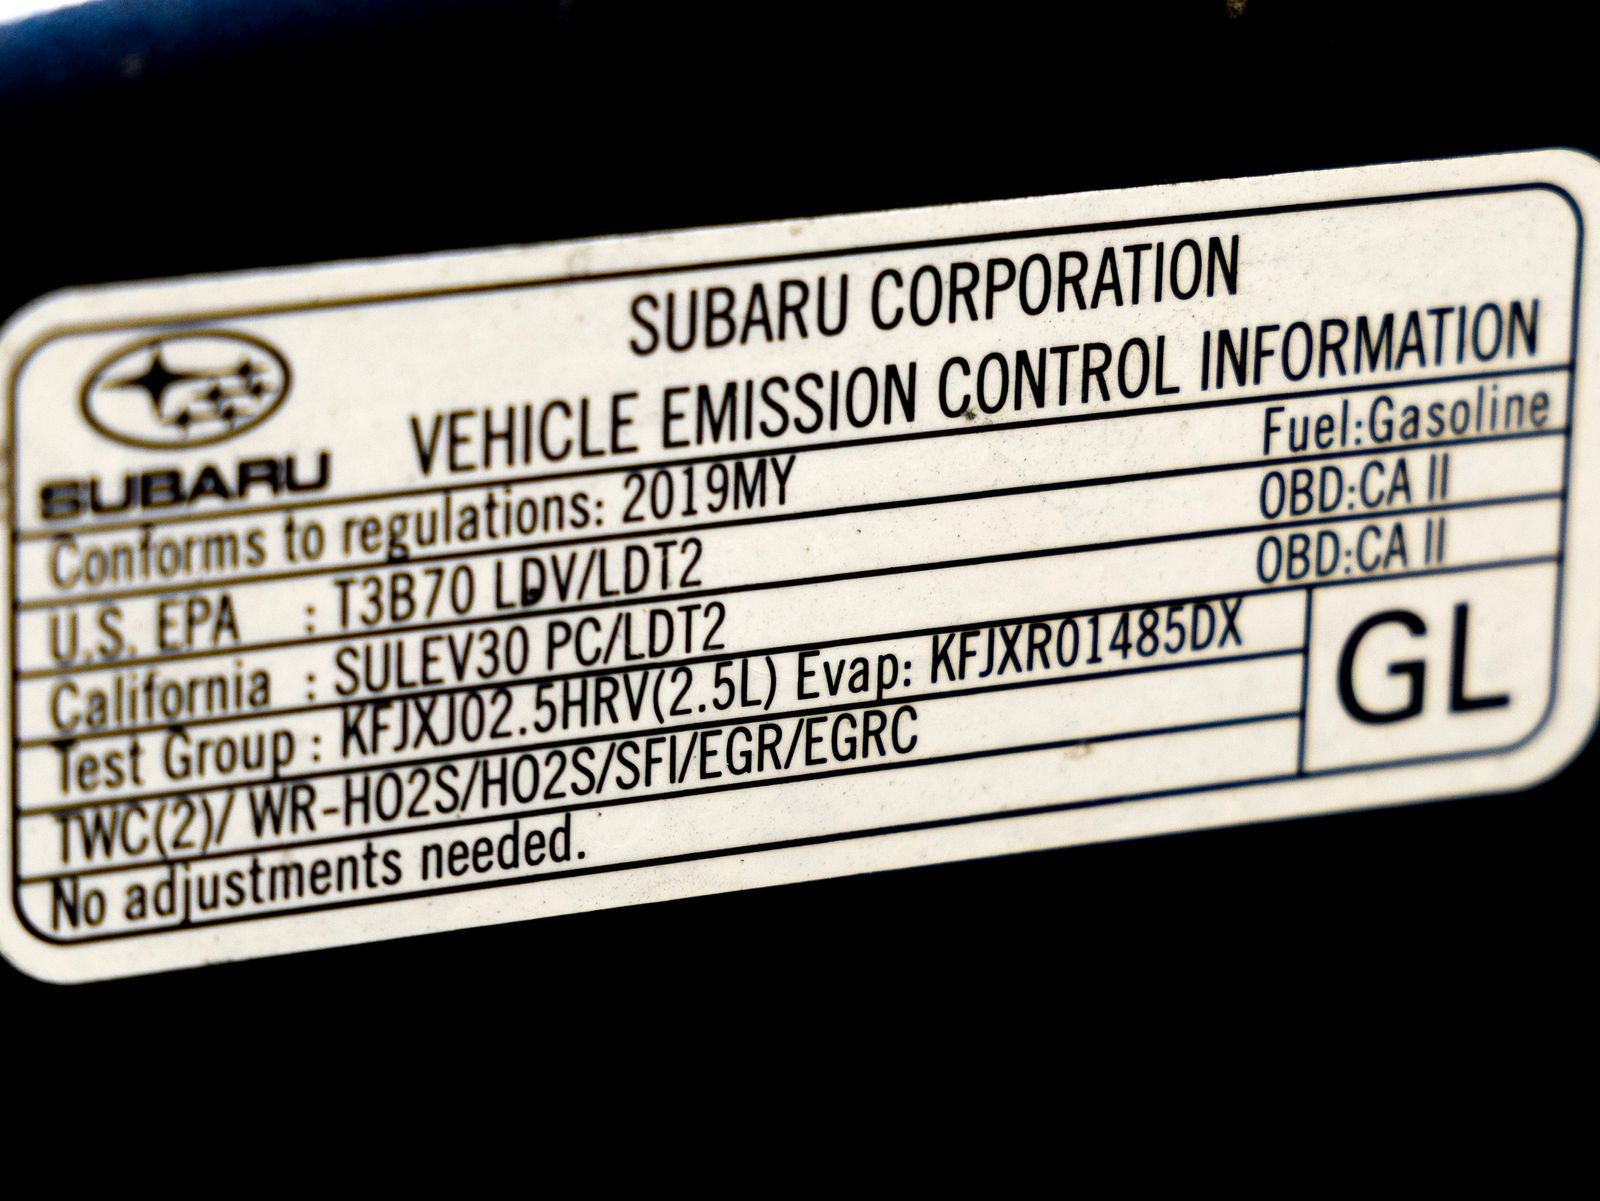 SUBARU CORPORATION
VEHICLE EMISSION CONTROL INFORMATION
SUBARU
Conforms to regulations: 2019MY Fuel:Gasoline
U.S. EPA : T3B70 LDV/LDT2 OBD:CA II
California : SULEV30 PC/LDT2 OBD:CA II
Test Group : KFJXJ02.5HRV(2.5L) Evap: KFJXR01485DX
TWC(2)/ WR-HO2S/HO2S/SFI/EGR/EGRC
No adjustments needed.
GL